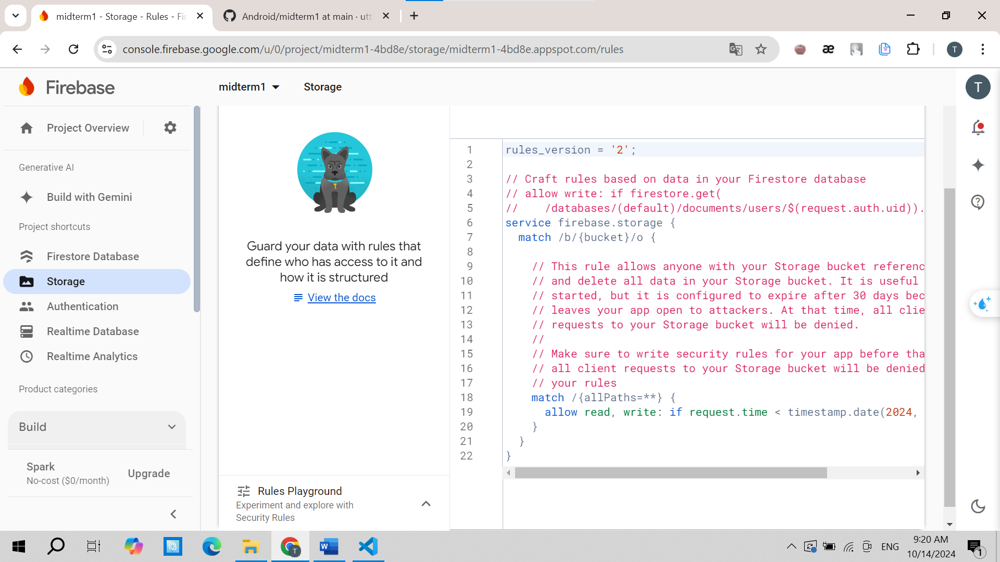 midterm1 - Storage - Rules - Fir
Android/midterm1 at main · utt
console.firebase.google.com/u/0/project/midterm1-4bd8e/storage/midterm1-4bd8e.appspot.com/rules
æ
T
Firebase
midterm1
Storage
T
Project Overview
Generative AI
Build with Gemini
Project shortcuts
Firestore Database
Storage
Authentication
Realtime Database
Realtime Analytics
Product categories
Build
Spark
No-cost ($0/month)
Upgrade
Guard your data with rules that
define who has access to it and
how it is structured
View the docs
Rules Playground
Experiment and explore with
Security Rules
1 rules_version = '2';
2
3 // Craft rules based on data in your Firestore database
4 // allow write: if firestore.get(
5 //    /databases/(default)/documents/users/$(request.auth.uid)).
6 service firebase.storage {
7   match /b/{bucket}/o {
8
9     // This rule allows anyone with your Storage bucket referenc
10     // and delete all data in your Storage bucket. It is useful
11     // started, but it is configured to expire after 30 days bec
12     // leaves your app open to attackers. At that time, all clie
13     // requests to your Storage bucket will be denied.
14     //
15     // Make sure to write security rules for your app before tha
16     // all client requests to your Storage bucket will be denied
17     // your rules
18     match /{allPaths=**} {
19       allow read, write: if request.time < timestamp.date(2024,
20     }
21   }
22 }
T
W
ENG
9:20 AM
10/14/2024
1